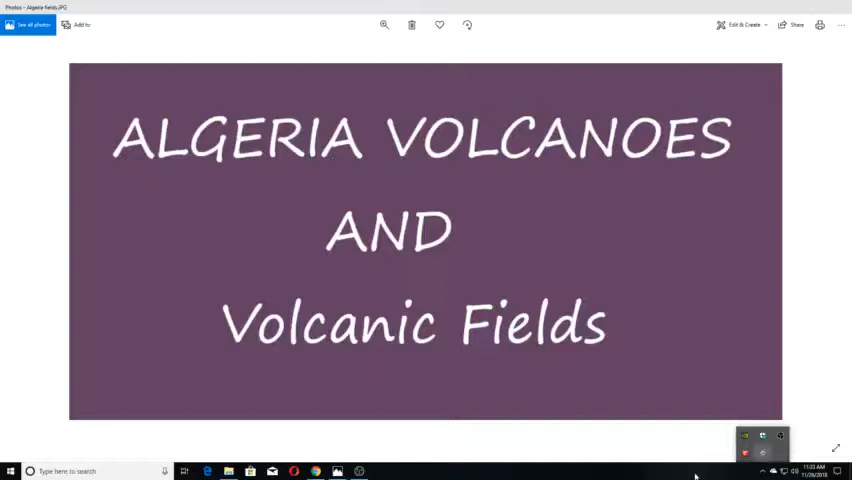 Photos - Algeria fields.JPG
See all photos
Add to
Edit & Create
Share
ALGERIA VOLCANOES
AND
Volcanic Fields
Type here to search
11:33 AM
11/26/2018